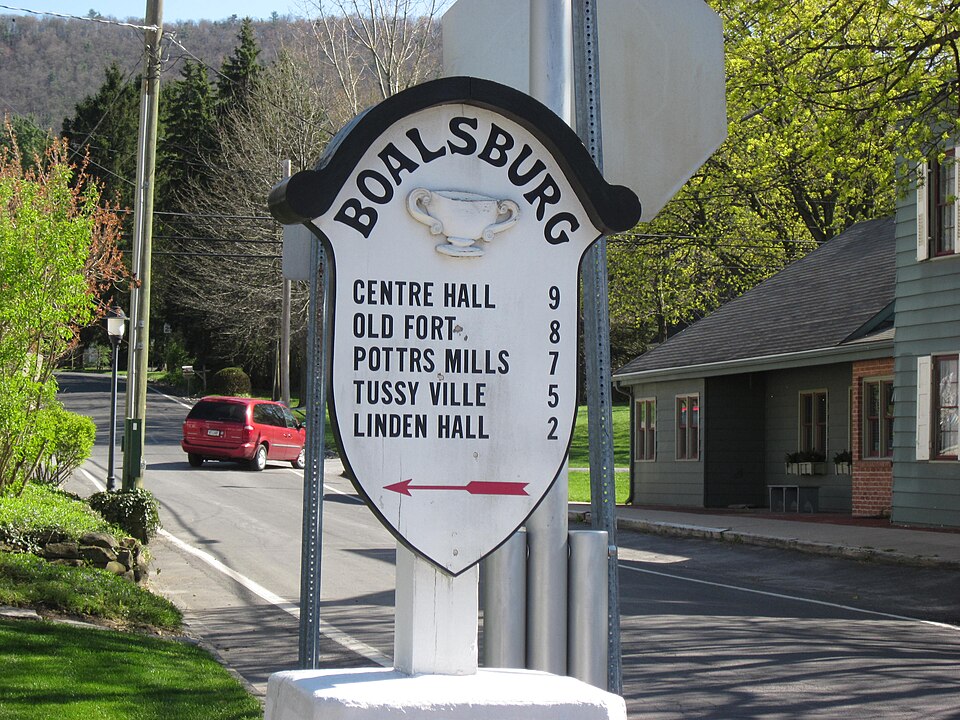 BOALSBURG
CENTRE HALL 9
OLD FORT 8
POTTRS MILLS 7
TUSSY VILLE 5
LINDEN HALL 2